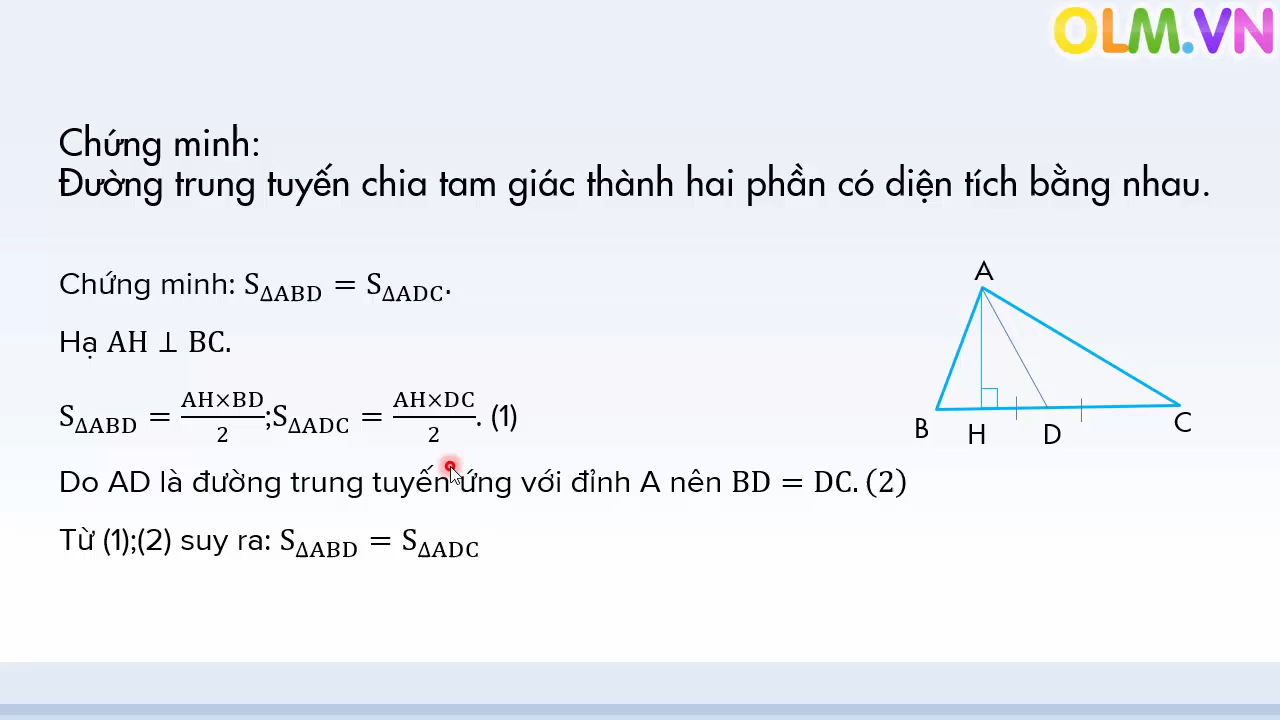 OLM.VN
Chứng minh:
Đường trung tuyến chia tam giác thành hai phần có diện tích bằng nhau.
Chứng minh: S∆ABD = S∆ADC.
Hạ AH ⊥ BC.
S∆ABD = AH×BD/2;S∆ADC = AH×DC/2. (1)
Do AD là đường trung tuyến ứng với đỉnh A nên BD = DC. (2)
Từ (1);(2) suy ra: S∆ABD = S∆ADC
A
B H D C